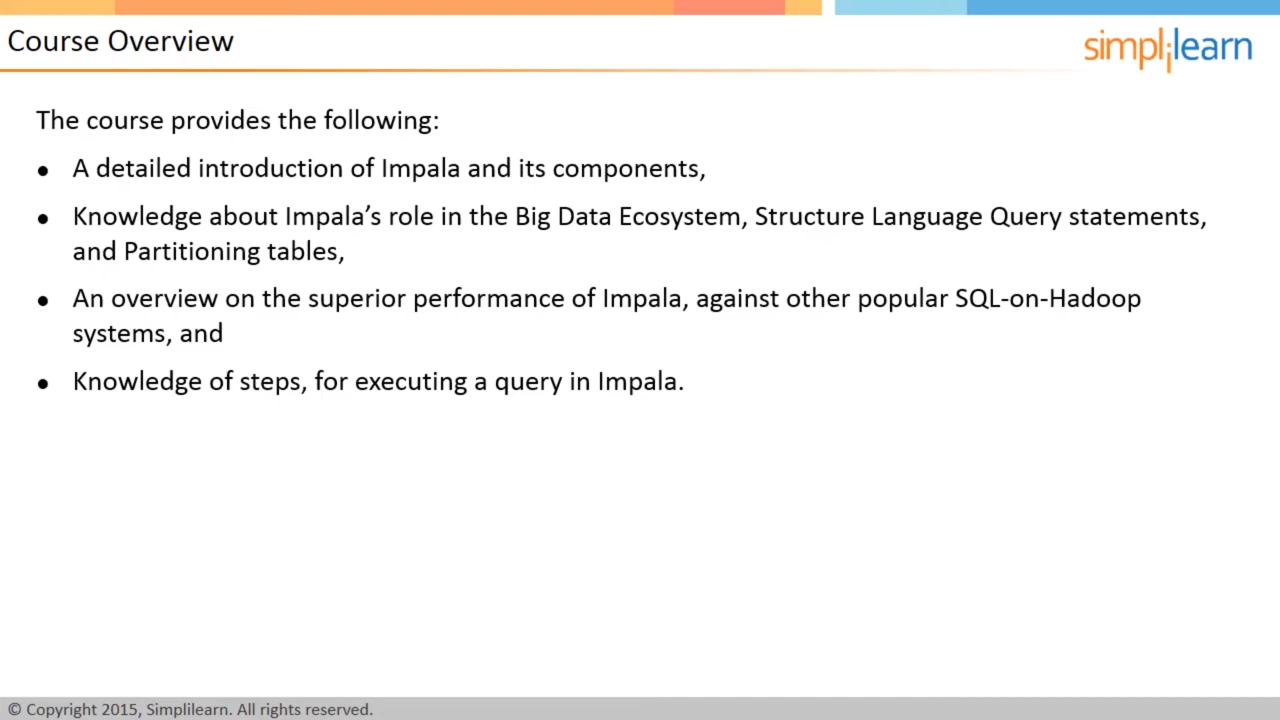 Course Overview
simplilearn
The course provides the following:
● A detailed introduction of Impala and its components,
● Knowledge about Impala’s role in the Big Data Ecosystem, Structure Language Query statements,
and Partitioning tables,
● An overview on the superior performance of Impala, against other popular SQL-on-Hadoop
systems, and
● Knowledge of steps, for executing a query in Impala.
© Copyright 2015, Simplilearn. All rights reserved.